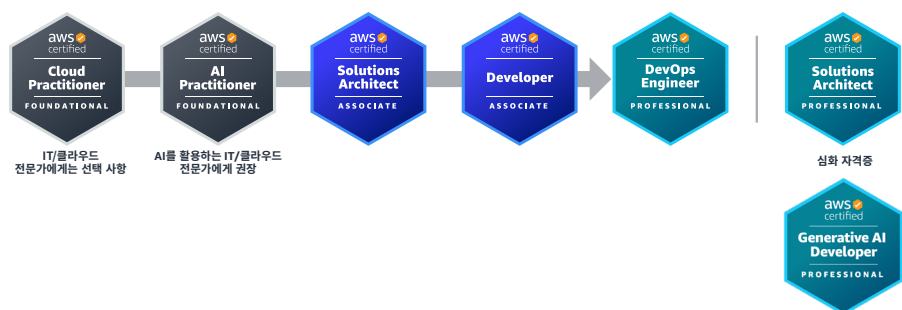 aws
certified
Cloud
Practitioner
FOUNDATIONAL
IT/클라우드
전문가에게는 선택 사항
aws
certified
AI
Practitioner
FOUNDATIONAL
AI를 활용하는 IT/클라우드
전문가에게 권장
aws
certified
Solutions
Architect
ASSOCIATE
aws
certified
Developer
ASSOCIATE
aws
certified
DevOps
Engineer
PROFESSIONAL
aws
certified
Solutions
Architect
PROFESSIONAL
심화 자격증
aws
certified
Generative AI
Developer
PROFESSIONAL